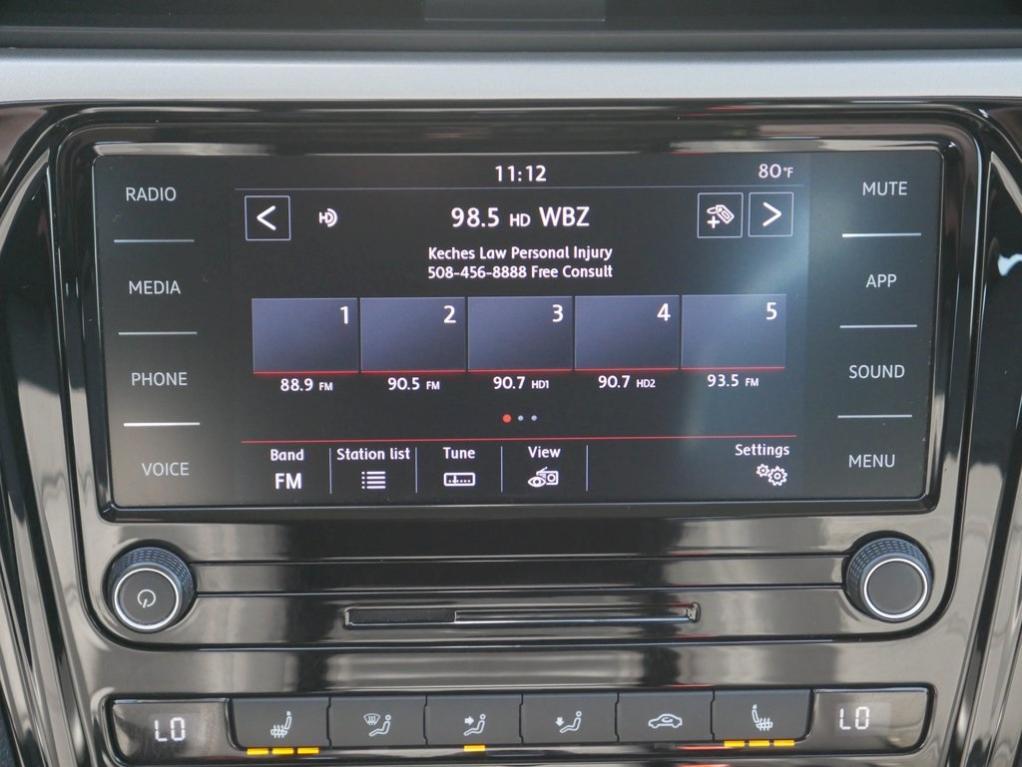 11:12
80°F
RADIO
MUTE
98.5 HD WBZ
HD
Keches Law Personal Injury
508-456-8888 Free Consult
MEDIA
APP
1
2
3
4
5
PHONE
SOUND
88.9 FM
90.5 FM
90.7 HD1
90.7 HD2
93.5 FM
VOICE
MENU
Band
FM
Station list
Tune
View
Settings
LO
LO